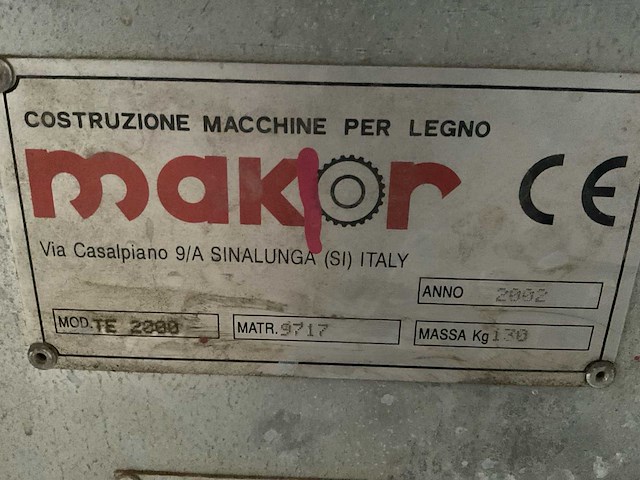 COSTRUZIONE MACCHINE PER LEGNO
makor CE
Via Casalpiano 9/A SINALUNGA (SI) ITALY
ANNO 2002
MOD. TE 2000 MATR. 9717 MASSA Kg 130